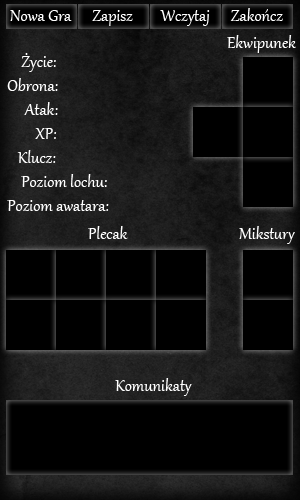 Nowa Gra Zapisz Wczytaj Zakończ
Ekwipunek
Życie:
Obrona:
Atak:
XP:
Klucz:
Poziom lochu:
Poziom awatara:
Plecak Mikstury
Komunikaty